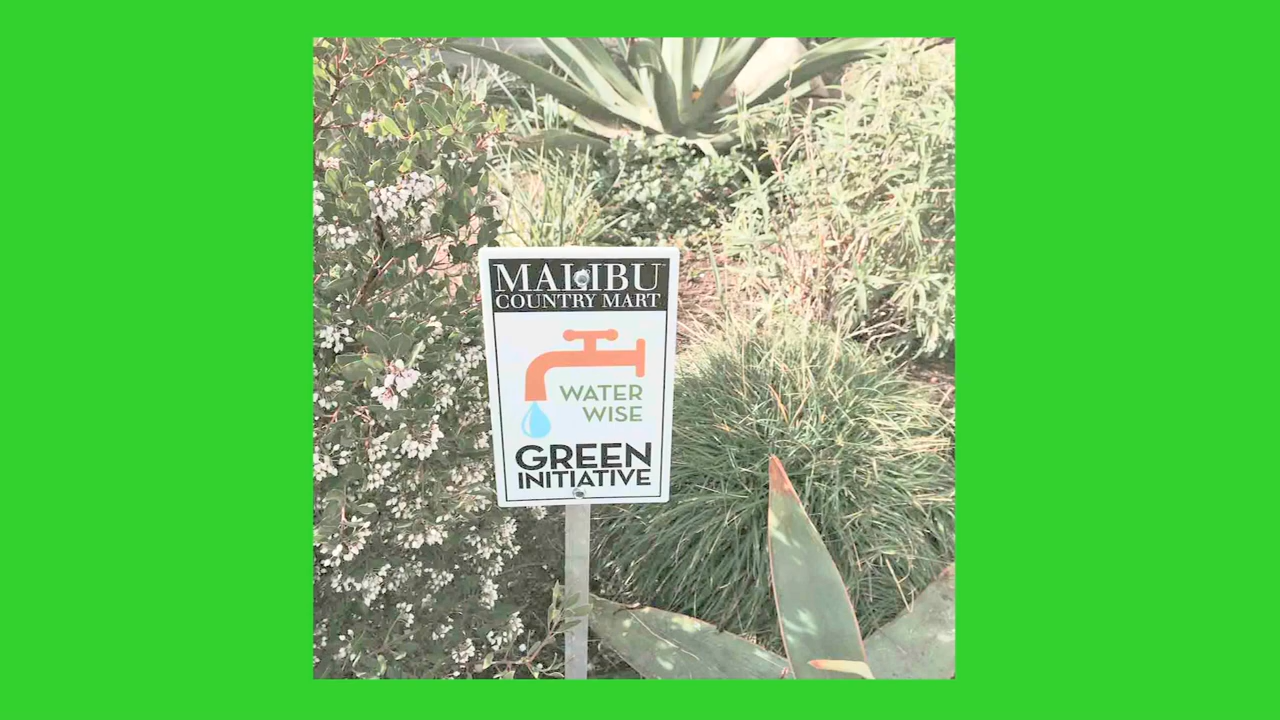 MALIBU
COUNTRY MART
WATER
WISE
GREEN
INITIATIVE